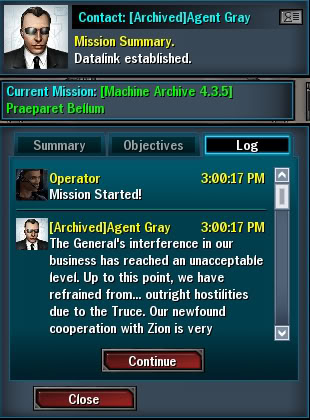 Contact: [Archived]Agent Gray
Mission Summary.
Datalink established.
Current Mission: [Machine Archive 4.3.5]
Praeparet Bellum
Summary Objectives Log
Operator 3:00:17 PM
Mission Started!
[Archived]Agent Gray 3:00:17 PM
The General's interference in our
business has reached an unacceptable
level. Up to this point, we have
refrained from... outright hostilities
due to the Truce. Our newfound
cooperation with Zion is very
Continue
Close